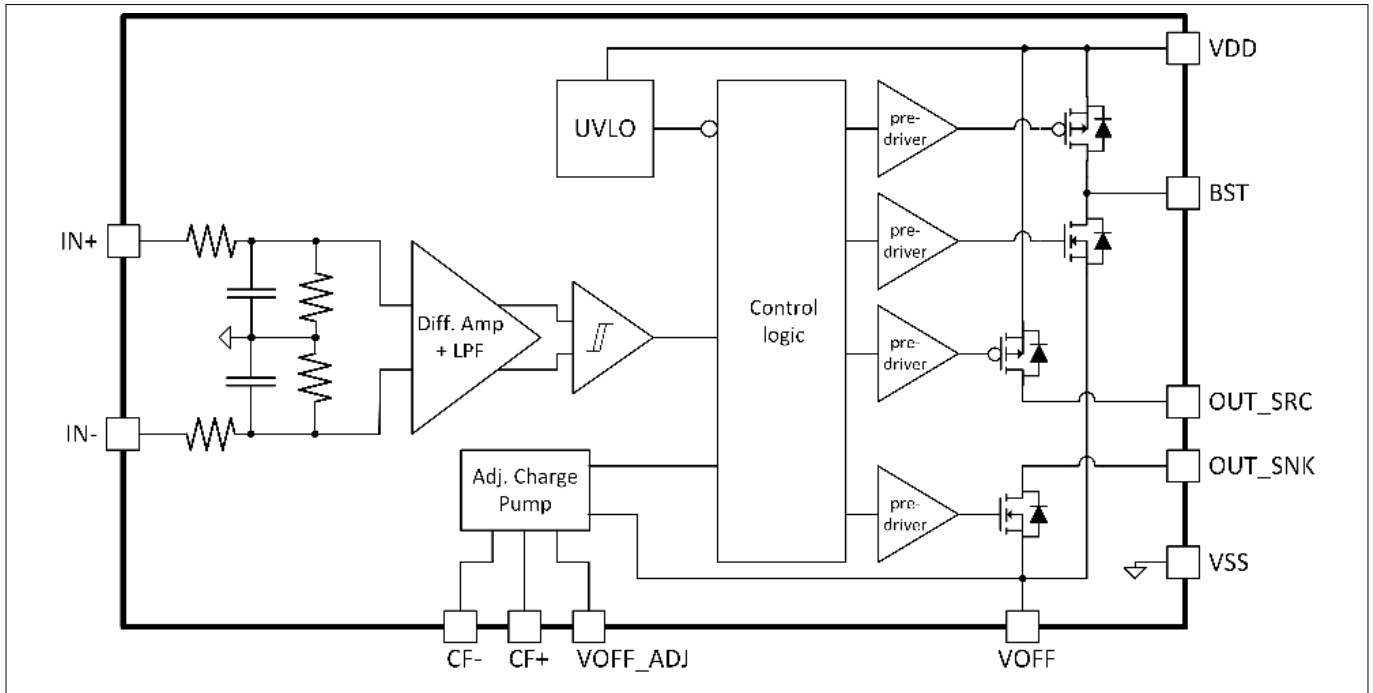 VDD
UVLO
pre-
driver
BST
IN+
pre-
driver
Diff. Amp
+ LPF
Control
logic
pre-
driver
OUT_SRC
IN-
OUT_SNK
Adj. Charge
Pump
pre-
driver
VSS
CF-
CF+
VOFF_ADJ
VOFF